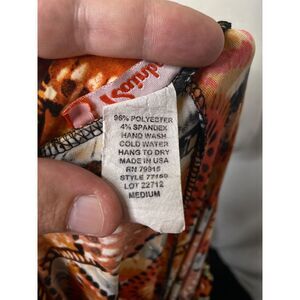 96% POLYESTER
4% SPANDEX
HAND WASH
COLD WATER
HANG TO DRY
MADE IN USA
RN 79315
STYLE 77160
LOT 22712
MEDIUM